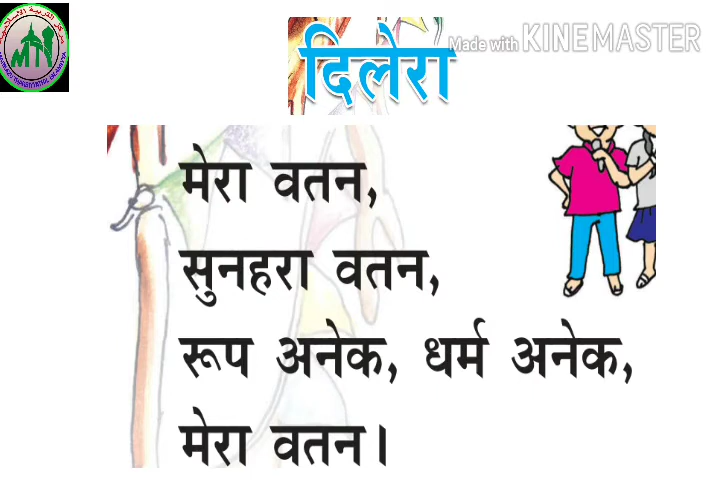 Made with KINEMASTER
दिलेरा
मेरा वतन,
सुनहरा वतन,
रूप अनेक, धर्म अनेक,
मेरा वतन।